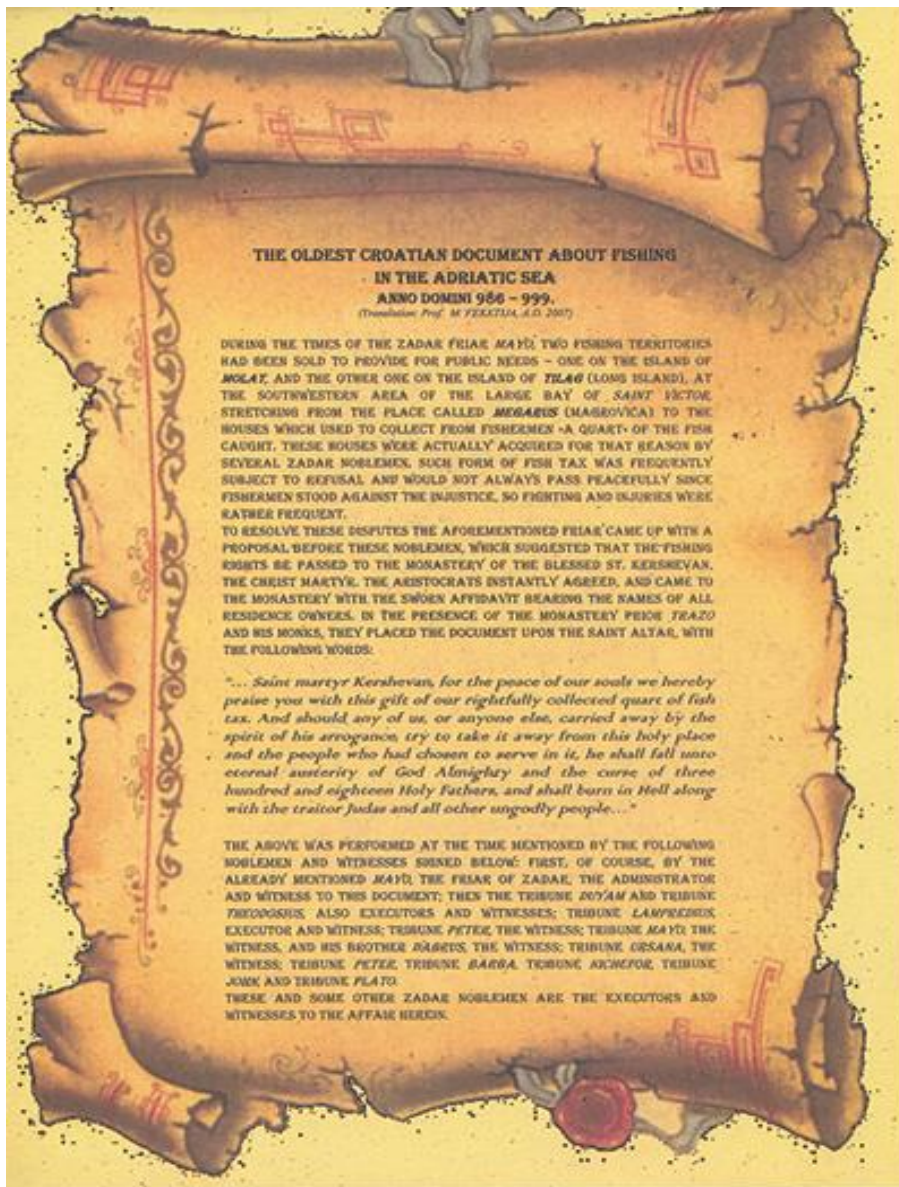 THE OLDEST CROATIAN DOCUMENT ABOUT FISHING
IN THE ADRIATIC SEA
ANNO DOMINI 986 – 999.
(Translation: Prof. M. FERETIJA, A.D. 2007)
DURING THE TIMES OF THE ZADAR FRIAR MAYO, TWO FISHING TERRITORIES
HAD BEEN SOLD TO PROVIDE FOR PUBLIC NEEDS – ONE ON THE ISLAND OF
MOLAT, AND THE OTHER ONE ON THE ISLAND OF TILAG (LONG ISLAND), AT
THE SOUTHWESTERN AREA OF THE LARGE BAY OF SAINT VICTOR
STRETCHING FROM THE PLACE CALLED MEGARUS (MAGROVICA) TO THE
HOUSES WHICH USED TO COLLECT FROM FISHERMEN »A QUART« OF THE FISH
CAUGHT. THESE HOUSES WERE ACTUALLY ACQUIRED FOR THAT REASON BY
SEVERAL ZADAR NOBLEMEN. SUCH FORM OF FISH TAX WAS FREQUENTLY
SUBJECT TO REFUSAL AND WOULD NOT ALWAYS PASS PEACEFULLY SINCE
FISHERMEN STOOD AGAINST THE INJUSTICE, SO FIGHTING AND INJURIES WERE
RATHER FREQUENT.
TO RESOLVE THESE DISPUTES THE AFOREMENTIONED FRIAR CAME UP WITH A
PROPOSAL BEFORE THESE NOBLEMEN, WHICH SUGGESTED THAT THE FISHING
RIGHTS BE PASSED TO THE MONASTERY OF THE BLESSED ST. KERSHEVAN,
THE CHRIST MARTYR. THE ARISTOCRATS INSTANTLY AGREED, AND CAME TO
THE MONASTERY WITH THE SWORN AFFIDAVIT BEARING THE NAMES OF ALL
RESIDENCE OWNERS. IN THE PRESENCE OF THE MONASTERY PRIOR TRAZO
AND HIS MONKS, THEY PLACED THE DOCUMENT UPON THE SAINT ALTAR, WITH
THE FOLLOWING WORDS:
"... Saint martyr Kershevan, for the peace of our souls we hereby
praise you with this gift of our rightfully collected quart of fish
tax. And should any of us, or anyone else, carried away by the
spirit of his arrogance, try to take it away from this holy place
and the people who had chosen to serve in it, he shall fall unto
eternal austerity of God Almighty and the curse of three
hundred and eighteen Holy Fathers, and shall burn in Hell along
with the traitor Judas and all other ungodly people..."
THE ABOVE WAS PERFORMED AT THE TIME MENTIONED BY THE FOLLOWING
NOBLEMEN AND WITNESSES SIGNED BELOW: FIRST, OF COURSE, BY THE
ALREADY MENTIONED MAYO, THE FRIAR OF ZADAR, THE ADMINISTRATOR
AND WITNESS TO THIS DOCUMENT; THEN THE TRIBUNE DUYAM AND TRIBUNE
THEODOSIUS, ALSO EXECUTORS AND WITNESSES; TRIBUNE LAMPREDIUS,
EXECUTOR AND WITNESS; TRIBUNE PETER, THE WITNESS; TRIBUNE MAYO, THE
WITNESS, AND HIS BROTHER DABRUS, THE WITNESS; TRIBUNE URSANA, THE
WITNESS; TRIBUNE PETER, TRIBUNE BARBA, TRIBUNE NICHEFOR, TRIBUNE
AND TRIBUNE PLATO.
THESE AND SOME OTHER ZADAR NOBLEMEN ARE THE EXECUTORS AND
WITNESSES TO THE AFFAIR HEREIN.